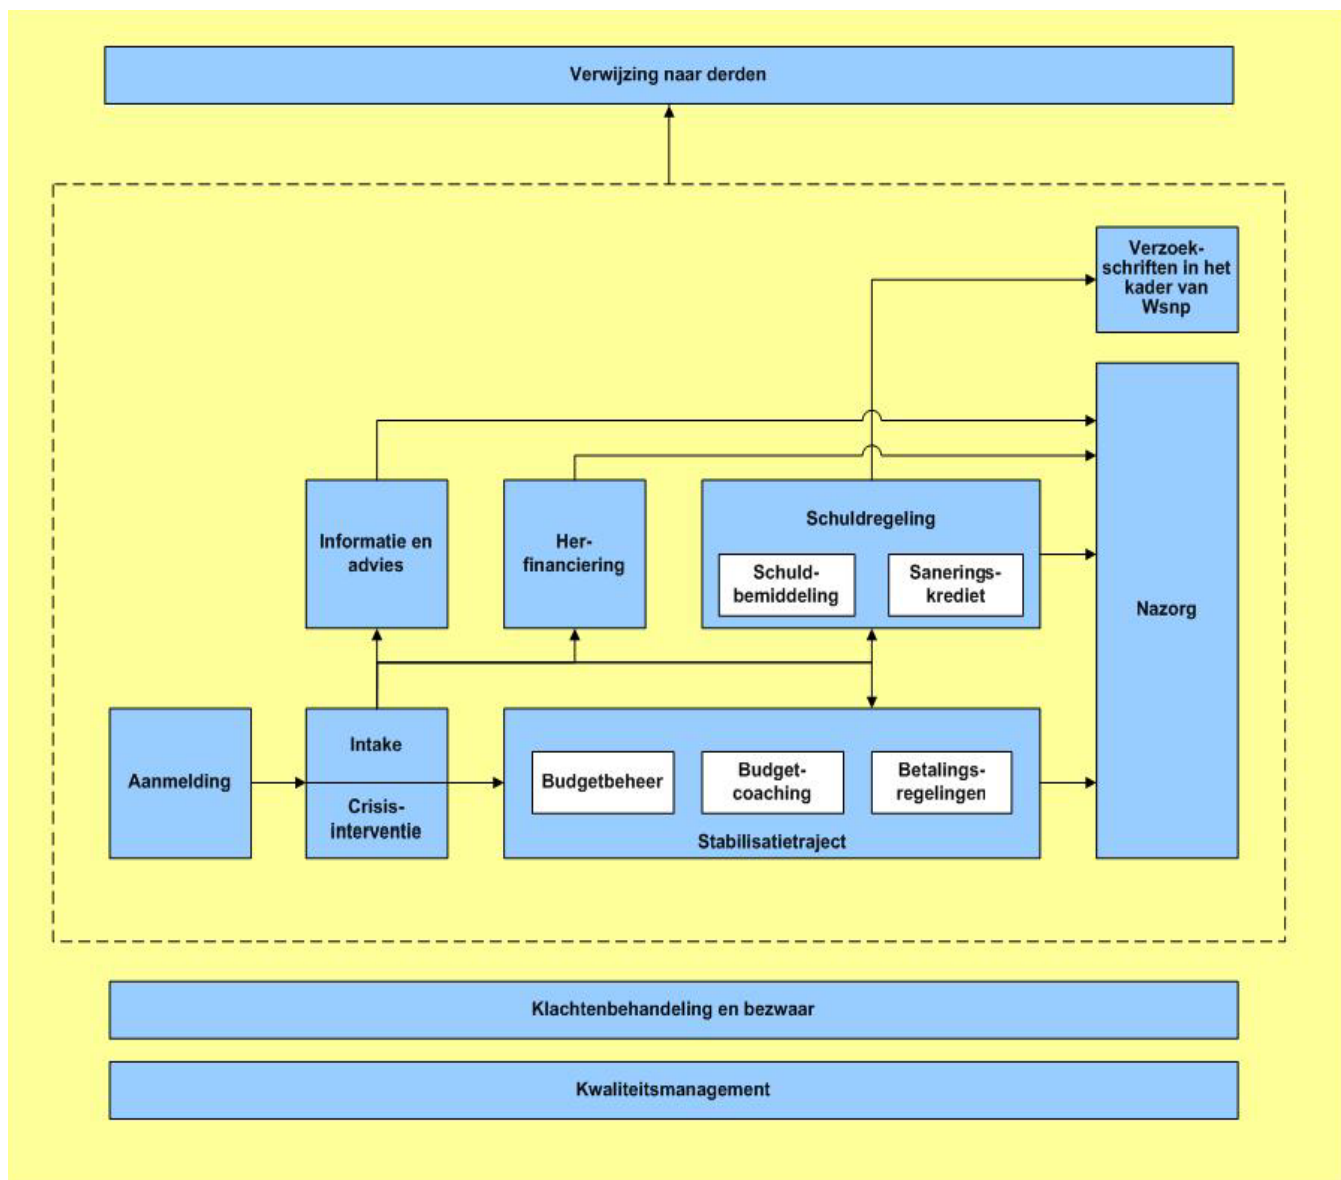 Verwijzing naar derden
Verzoek-
schriften in het
kader van
Wsnp
Informatie en
advies
Her-
financiering
Schuldregeling
Schuld-
bemiddeling
Sanerings-
krediet
Nazorg
Aanmelding
Intake
Crisis-
interventie
Budgetbeheer
Budget-
coaching
Betalings-
regelingen
Stabilisatietraject
Klachtenbehandeling en bezwaar
Kwaliteitsmanagement